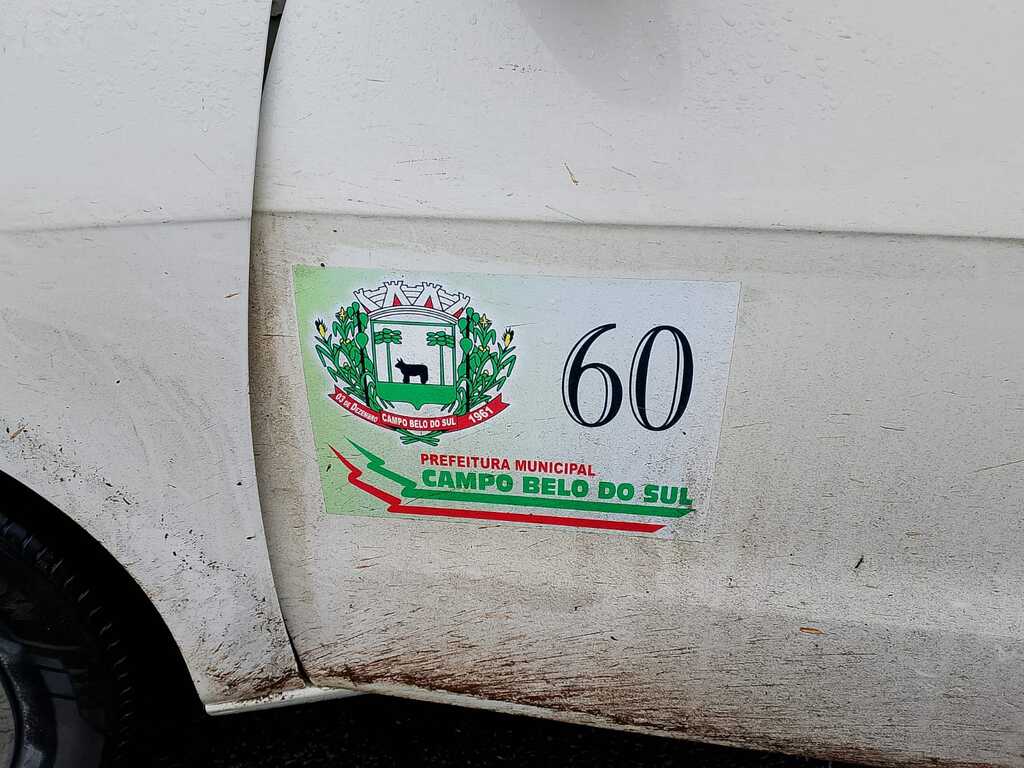 60
03 DE DEZEMBRO CAMPO BELO DO SUL 1961
PREFEITURA MUNICIPAL
CAMPO BELO DO SUL